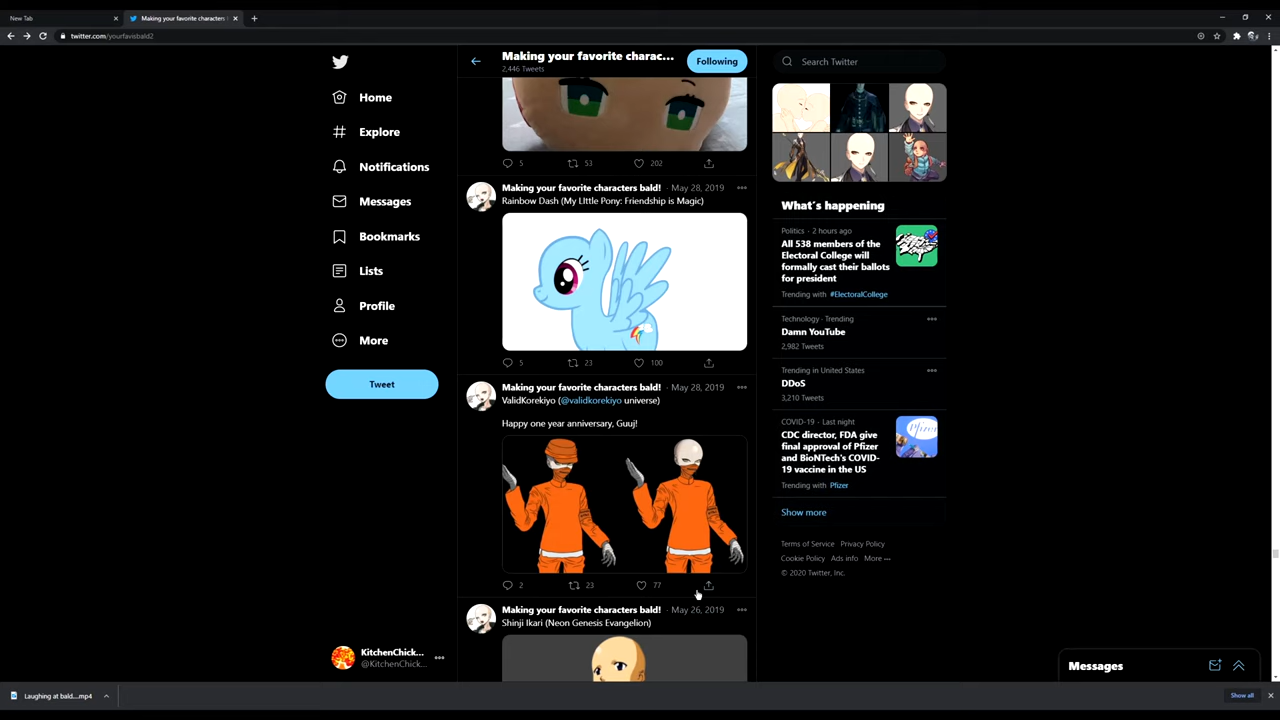 New Tab
Making your favorite characters
twitter.com/yourfavisbald2
Home
Explore
Notifications
Messages
Bookmarks
Lists
Profile
More
Tweet
KitchenChick...
@KitchenChick...
Making your favorite charac...
2,446 Tweets
Following
5 53 202
Making your favorite characters bald! · May 28, 2019
Rainbow Dash (My LIttle Pony: Friendship is Magic)
5 23 100
Making your favorite characters bald! · May 28, 2019
ValidKorekiyo (@validkorekiyo universe)
Happy one year anniversary, Guuj!
2 23 77
Making your favorite characters bald! · May 26, 2019
Shinji Ikari (Neon Genesis Evangelion)
Search Twitter
What's happening
Politics · 2 hours ago
All 538 members of the
Electoral College will
formally cast their ballots
for president
Trending with #ElectoralCollege
Technology · Trending
Damn YouTube
2,982 Tweets
Trending in United States
DDoS
3,210 Tweets
COVID-19 · Last night
CDC director, FDA give
final approval of Pfizer
and BioNTech's COVID-
19 vaccine in the US
Trending with Pfizer
Show more
Terms of Service Privacy Policy
Cookie Policy Ads info More ···
© 2020 Twitter, Inc.
Messages
Laughing at bald....mp4
Show all